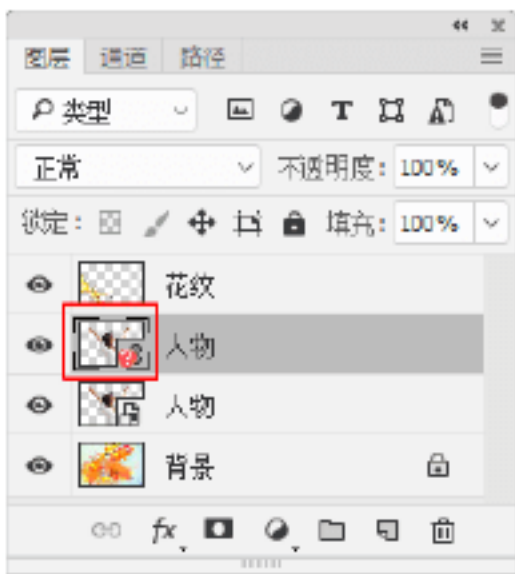 图层 通道 路径
类型
正常 不透明度: 100%
锁定: 填充: 100%
花纹
人物
人物
背景
fx